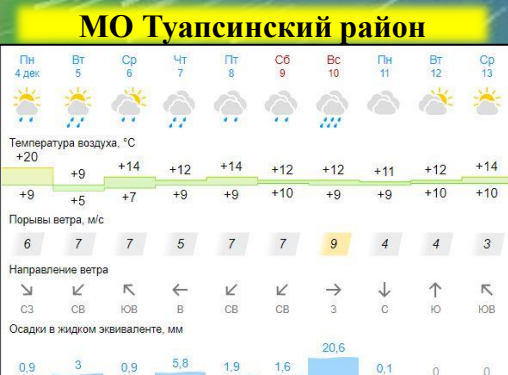 МО Туапсинский район
Пн Вт Ср Чт Пт Сб Вс Пн Вт Ср
4 дек 5 6 7 8 9 10 11 12 13
Температура воздуха, °C
+20 +9 +14 +12 +14 +12 +12 +11 +12 +14
+9 +5 +7 +9 +9 +10 +9 +9 +10 +10
Порывы ветра, м/с
6 7 7 5 7 7 9 4 4 3
Направление ветра
СЗ СВ ЮВ В СВ СВ З С Ю ЮВ
Осадки в жидком эквиваленте, мм
0,9 3 0,9 5,8 1,9 1,6 20,6 0,1 0 0